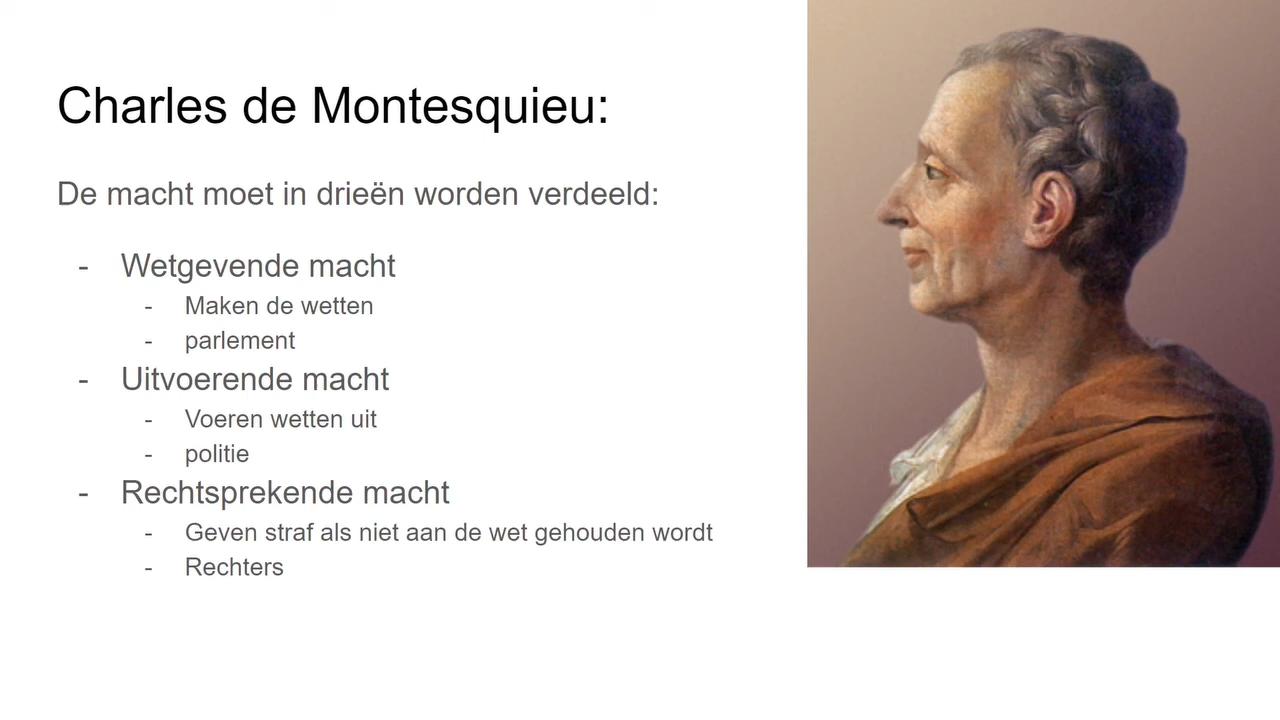 Charles de Montesquieu:
De macht moet in drieën worden verdeeld:
- Wetgevende macht
- Maken de wetten
- parlement
- Uitvoerende macht
- Voeren wetten uit
- politie
- Rechtsprekende macht
- Geven straf als niet aan de wet gehouden wordt
- Rechters